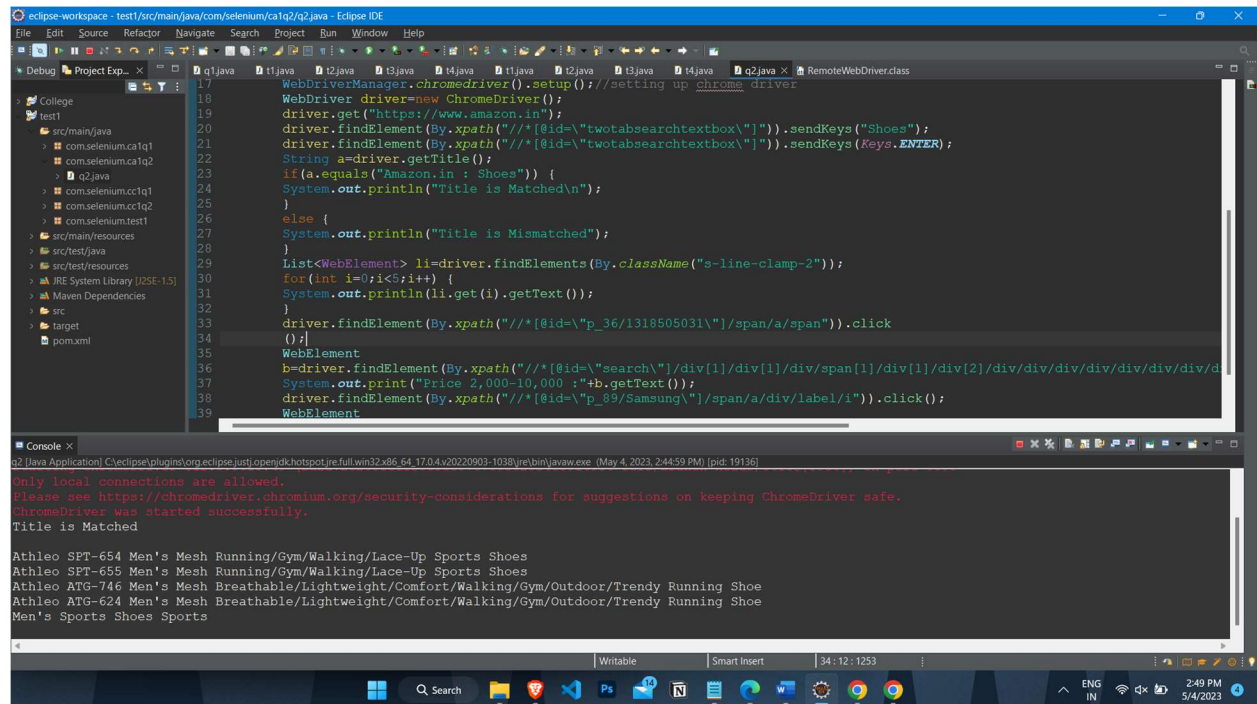 eclipse-workspace - test1/src/main/java/com/selenium/ca1q2/q2.java - Eclipse IDE
File Edit Source Refactor Navigate Search Project Run Window Help
Debug Project Exp... q1.java t1.java t2.java t3.java t4.java t1.java t2.java t3.java t4.java q2.java RemoteWebDriver.class
College
test1
src/main/java
com.selenium.ca1q1
com.selenium.ca1q2
q2.java
com.selenium.cc1q1
com.selenium.cc1q2
com.selenium.test1
src/main/resources
src/test/java
src/test/resources
JRE System Library [J2SE-1.5]
Maven Dependencies
src
target
pom.xml
17 WebDriverManager.chromedriver().setup();//setting up chrome driver
18 WebDriver driver=new ChromeDriver();
19 driver.get("https://www.amazon.in");
20 driver.findElement(By.xpath("//*[@id=\"twotabsearchtextbox\"]")).sendKeys("Shoes");
21 driver.findElement(By.xpath("//*[@id=\"twotabsearchtextbox\"]")).sendKeys(Keys.ENTER);
22 String a=driver.getTitle();
23 if(a.equals("Amazon.in : Shoes")) {
24 System.out.println("Title is Matched\n");
25 }
26 else {
27 System.out.println("Title is Mismatched");
28 }
29 List<WebElement> li=driver.findElements(By.className("s-line-clamp-2"));
30 for(int i=0;i<5;i++) {
31 System.out.println(li.get(i).getText());
32 }
33 driver.findElement(By.xpath("//*[@id=\"p_36/1318505031\"]/span/a/span")).click
34 ();
35 WebElement
36 b=driver.findElement(By.xpath("//*[@id=\"search\"]/div[1]/div[1]/div/span[1]/div[1]/div[2]/div/div/div/div/div/div/div/d
37 System.out.print("Price 2,000-10,000 :"+b.getText());
38 driver.findElement(By.xpath("//*[@id=\"p_89/Samsung\"]/span/a/div/label/i")).click();
39 WebElement
Console
q2 [Java Application] C:\eclipse\plugins\org.eclipse.justj.openjdk.hotspot.jre.full.win32.x86_64_17.0.4.v20220903-1038\jre\bin\javaw.exe (May 4, 2023, 2:44:59 PM) [pid: 19136]
Only local connections are allowed.
Please see https://chromedriver.chromium.org/security-considerations for suggestions on keeping ChromeDriver safe.
ChromeDriver was started successfully.
Title is Matched
Athleo SPT-654 Men's Mesh Running/Gym/Walking/Lace-Up Sports Shoes
Athleo SPT-655 Men's Mesh Running/Gym/Walking/Lace-Up Sports Shoes
Athleo ATG-746 Men's Mesh Breathable/Lightweight/Comfort/Walking/Gym/Outdoor/Trendy Running Shoe
Athleo ATG-624 Men's Mesh Breathable/Lightweight/Comfort/Walking/Gym/Outdoor/Trendy Running Shoe
Men's Sports Shoes Sports
Writable Smart Insert 34 : 12 : 1253
Search Ps 14 ENG IN 2:49 PM 5/4/2023 4